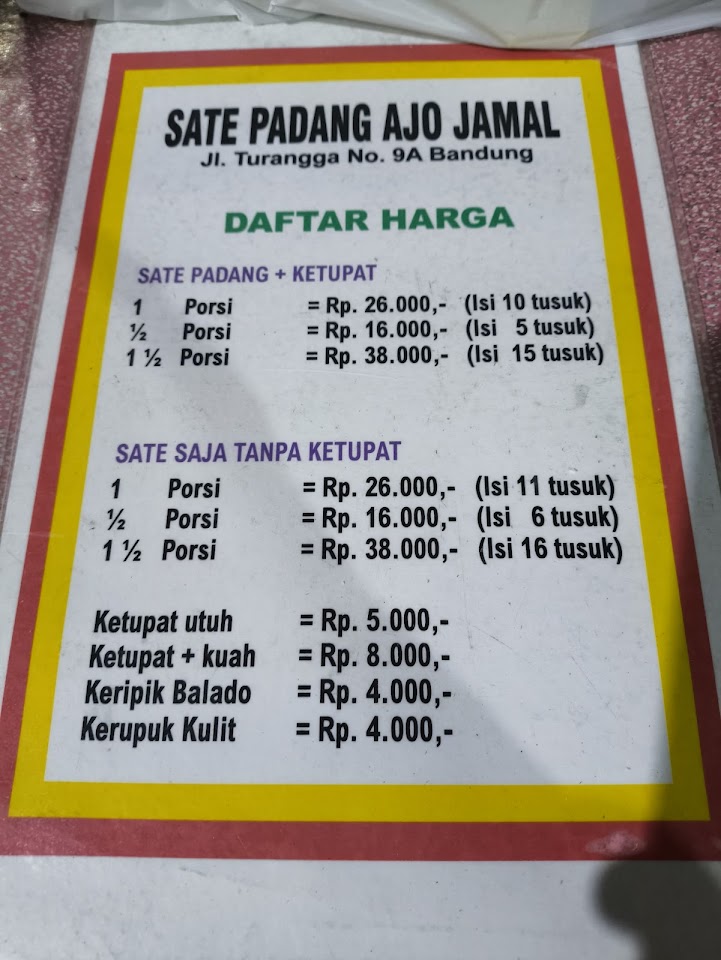 SATE PADANG AJO JAMAL
Jl. Turangga No. 9A Bandung
DAFTAR HARGA
SATE PADANG + KETUPAT
1 Porsi = Rp. 26.000,- (Isi 10 tusuk)
½ Porsi = Rp. 16.000,- (Isi 5 tusuk)
1 ½ Porsi = Rp. 38.000,- (Isi 15 tusuk)
SATE SAJA TANPA KETUPAT
1 Porsi = Rp. 26.000,- (Isi 11 tusuk)
½ Porsi = Rp. 16.000,- (Isi 6 tusuk)
1 ½ Porsi = Rp. 38.000,- (Isi 16 tusuk)
Ketupat utuh = Rp. 5.000,-
Ketupat + kuah = Rp. 8.000,-
Keripik Balado = Rp. 4.000,-
Kerupuk Kulit = Rp. 4.000,-